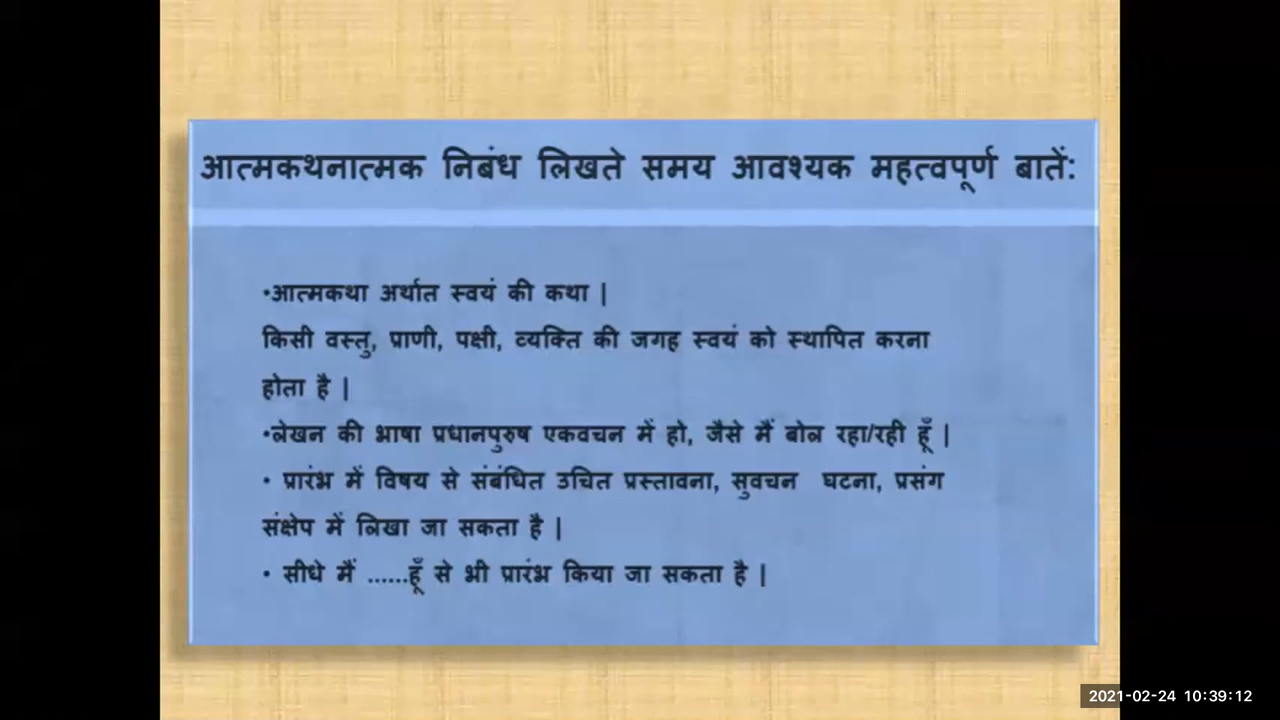 आत्मकथनात्मक निबंध लिखते समय आवश्यक महत्वपूर्ण बातें:
•आत्मकथा अर्थात स्वयं की कथा |
किसी वस्तु, प्राणी, पक्षी, व्यक्ति की जगह स्वयं को स्थापित करना
होता है |
•लेखन की भाषा प्रधानपुरुष एकवचन में हो, जैसे मैं बोल रहा/रही हूँ |
• प्रारंभ में विषय से संबंधित उचित प्रस्तावना, सुवचन घटना, प्रसंग
संक्षेप में लिखा जा सकता है |
• सीधे मैं ......हूँ से भी प्रारंभ किया जा सकता है |
2021-02-24 10:39:12